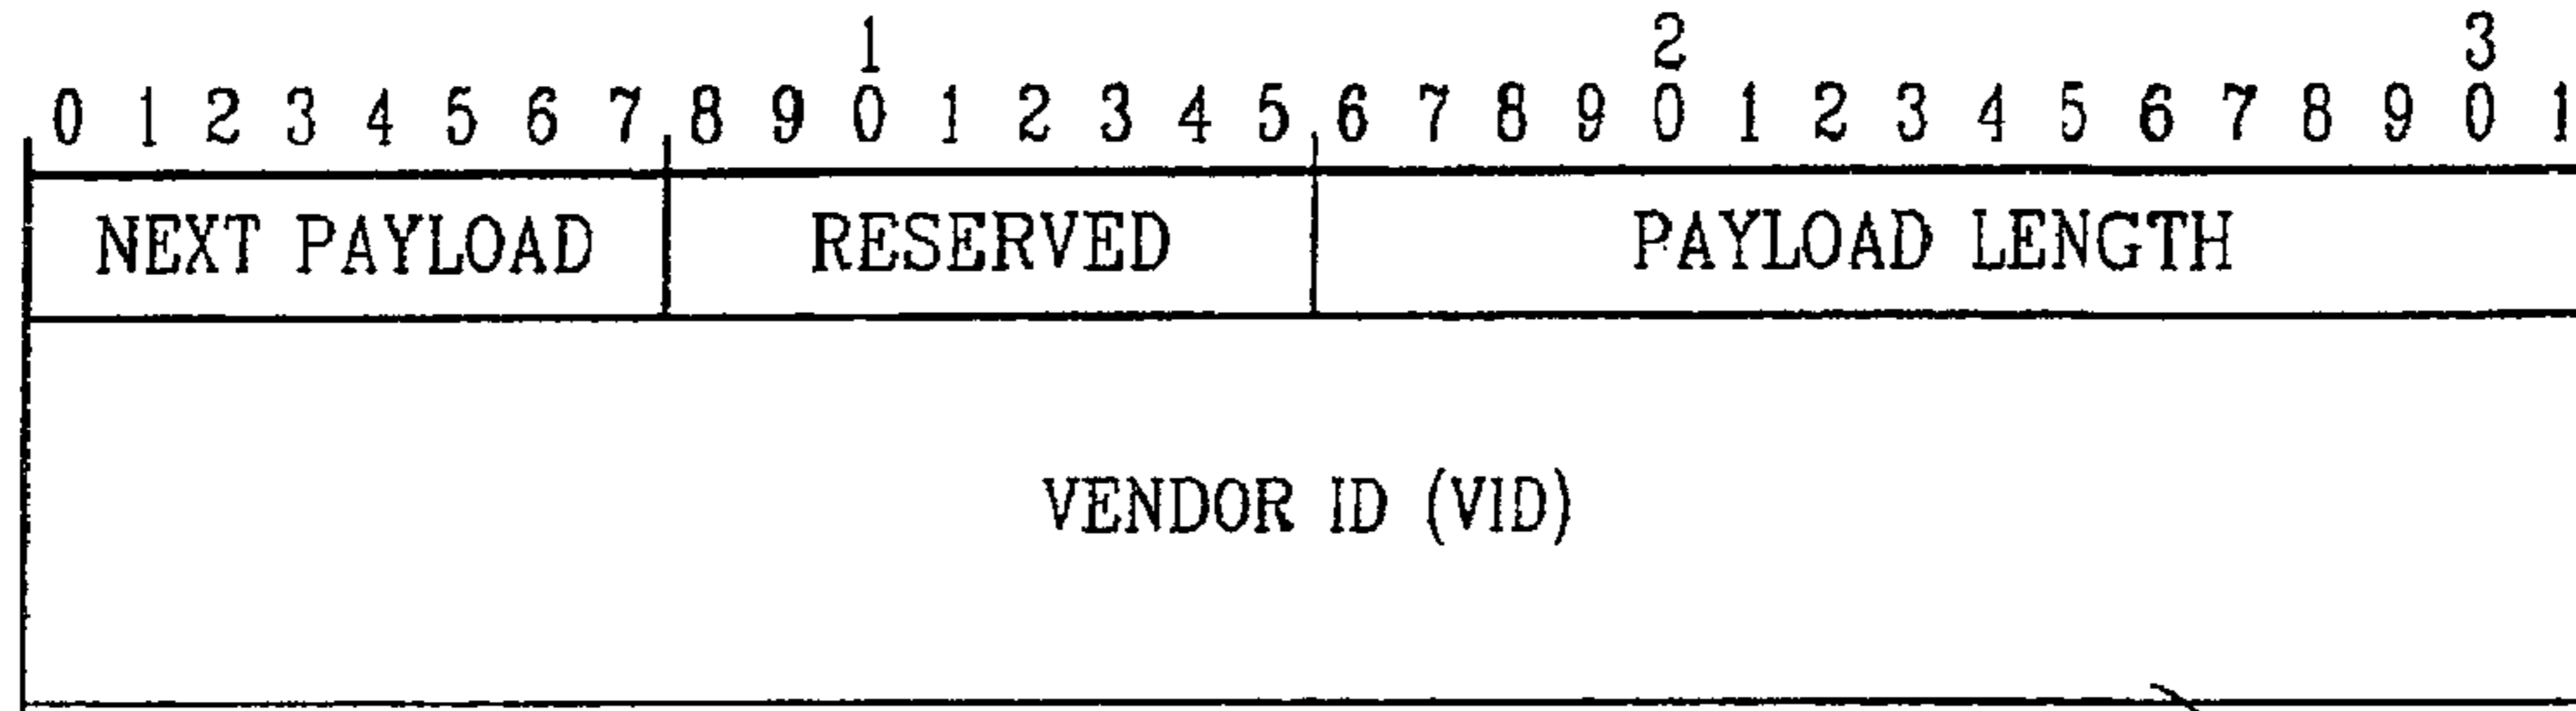 1 2 3
0 1 2 3 4 5 6 7 8 9 0 1 2 3 4 5 6 7 8 9 0 1 2 3 4 5 6 7 8 9 0 1
NEXT PAYLOAD RESERVED PAYLOAD LENGTH
VENDOR ID (VID)